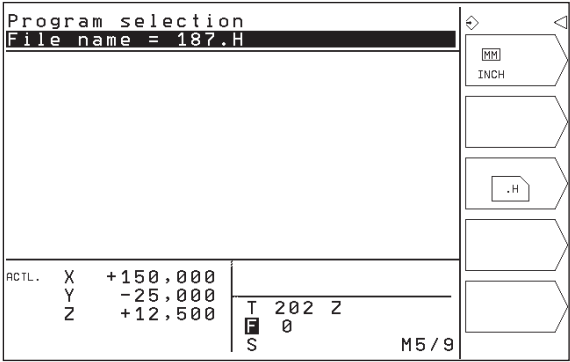 Program selection
File name = 187.H
MM
INCH
.H
ACTL. X +150,000
Y -25,000
Z +12,500
T 202 Z
F 0
S M5/9